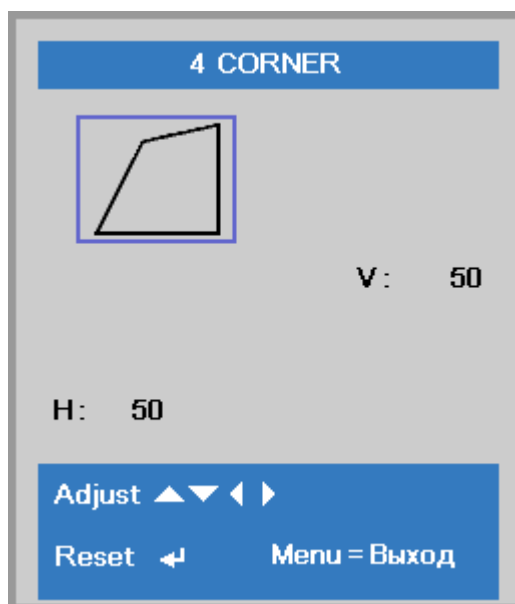 4 CORNER
V: 50
H: 50
Adjust
Reset Menu = Выход